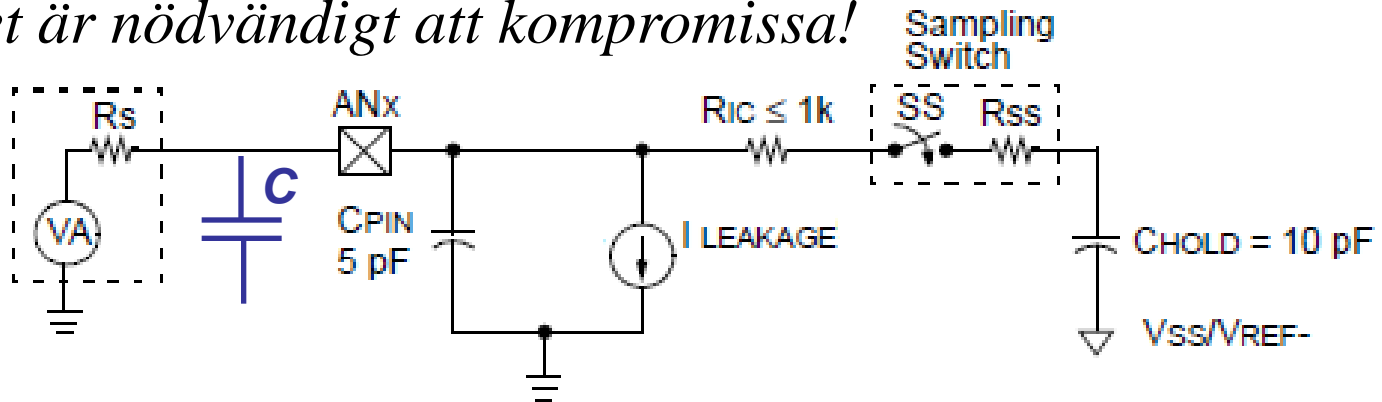 et är nödvändigt att kompromissa!
Sampling
Switch
Rs
ANx
RIC ≤ 1k
SS
RSS
C
VA
CPIN
5 pF
I LEAKAGE
CHOLD = 10 pF
VSS/VREF-